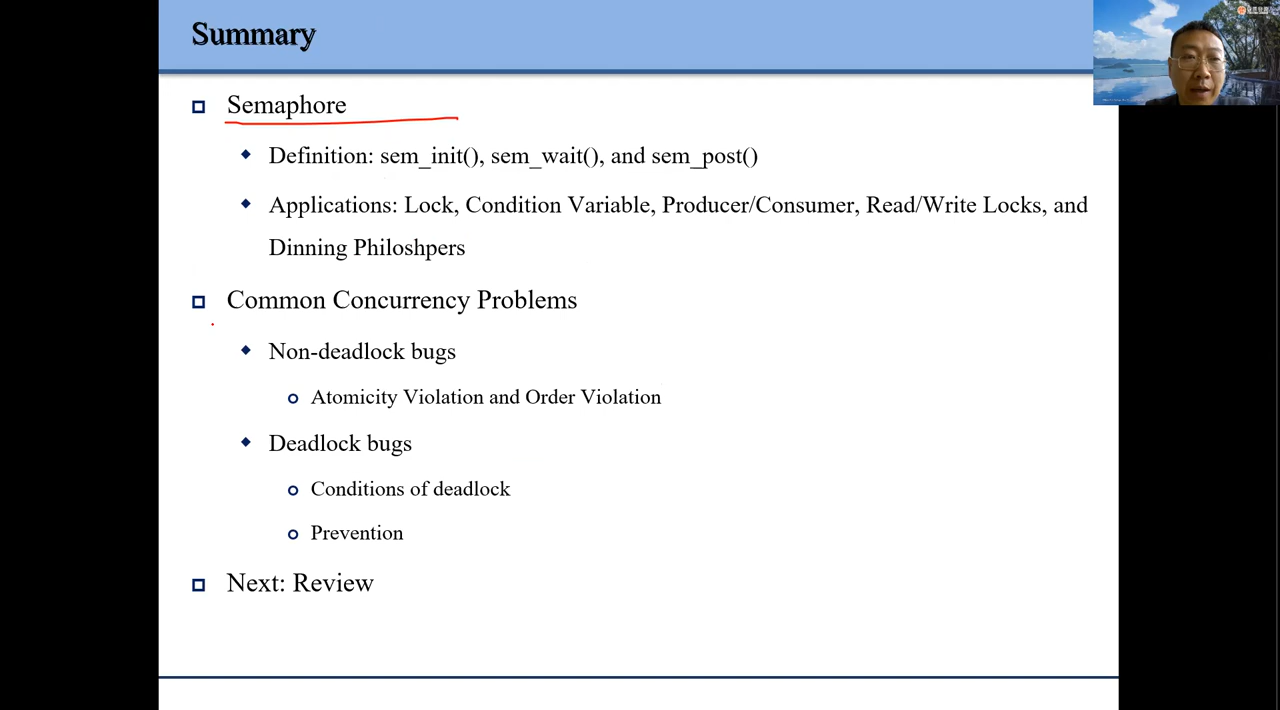 Summary
Semaphore
Definition: sem_init(), sem_wait(), and sem_post()
Applications: Lock, Condition Variable, Producer/Consumer, Read/Write Locks, and
Dinning Philoshpers
Common Concurrency Problems
Non-deadlock bugs
Atomicity Violation and Order Violation
Deadlock bugs
Conditions of deadlock
Prevention
Next: Review